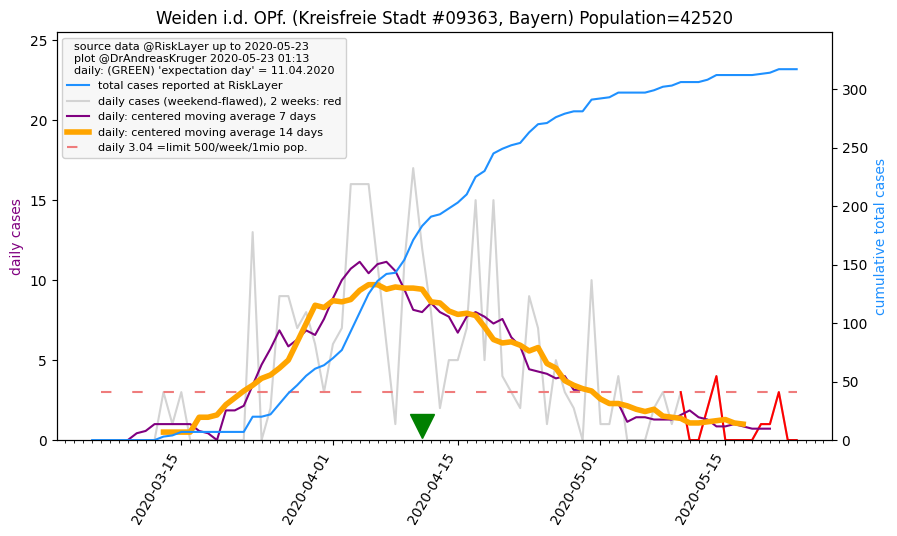 Weiden i.d. OPf. (Kreisfreie Stadt #09363, Bayern) Population=42520
source data @RiskLayer up to 2020-05-23
plot @DrAndreasKruger 2020-05-23 01:13
daily: (GREEN) 'expectation day' = 11.04.2020
total cases reported at RiskLayer
daily cases (weekend-flawed), 2 weeks: red
daily: centered moving average 7 days
daily: centered moving average 14 days
daily 3.04 =limit 500/week/1mio pop.
daily cases
25
20
15
10
5
0
300
250
200
150
100
50
0
cumulative total cases
2020-03-15
2020-04-01
2020-04-15
2020-05-01
2020-05-15